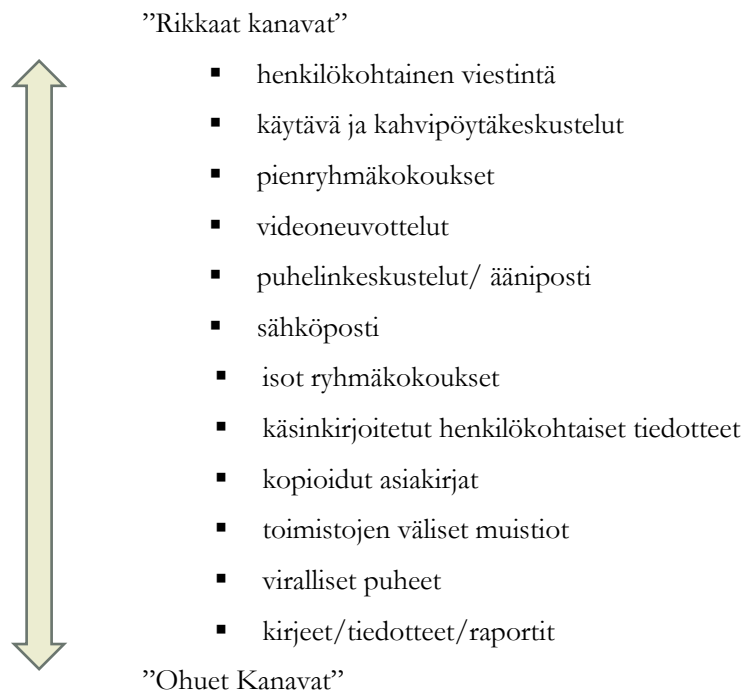 ”Rikkaat kanavat”
▪ henkilökohtainen viestintä
▪ käytävä ja kahvipöytäkeskustelut
▪ pienryhmäkokoukset
▪ videoneuvottelut
▪ puhelinkeskustelut/ ääniposti
▪ sähköposti
▪ isot ryhmäkokoukset
▪ käsinkirjoitetut henkilökohtaiset tiedotteet
▪ kopioidut asiakirjat
▪ toimistojen väliset muistiot
▪ viralliset puheet
▪ kirjeet/tiedotteet/raportit
”Ohuet Kanavat”